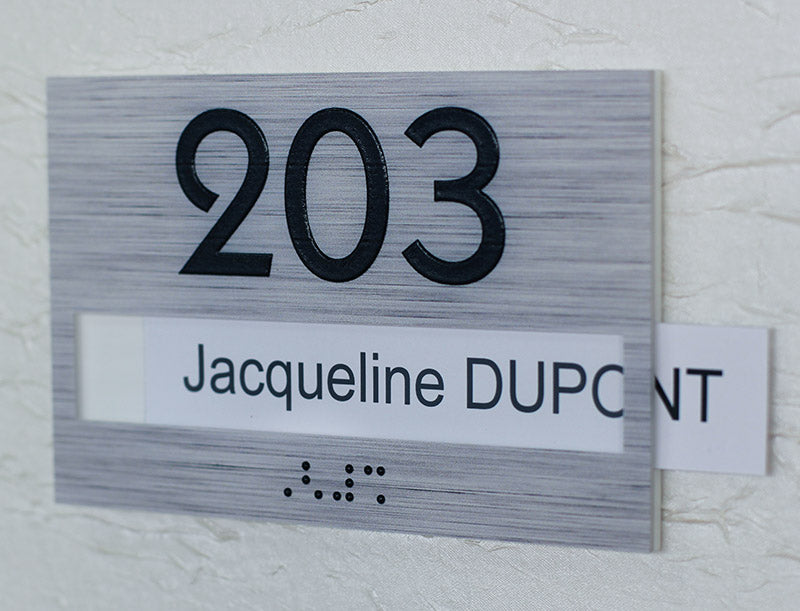 203
Jacqueline DUPONT
⠠⠣⠼⠩